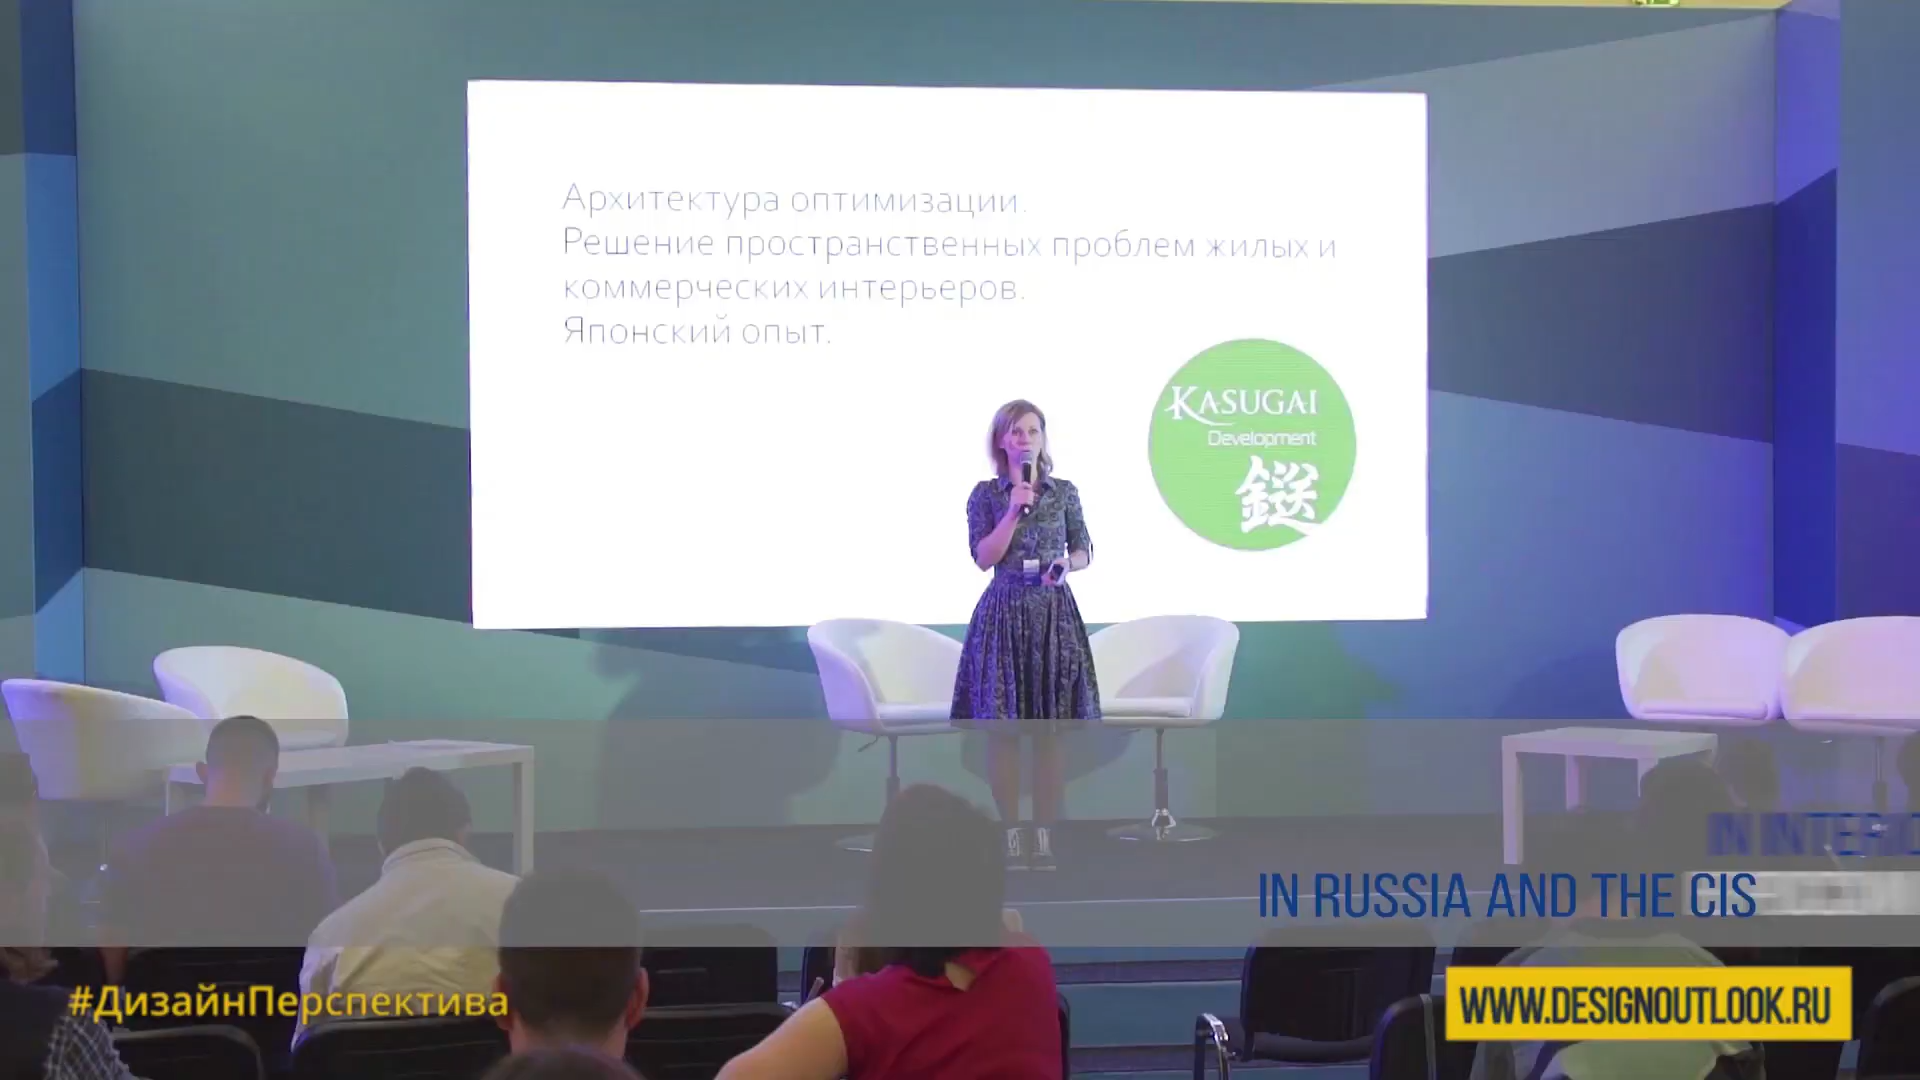 Архитектура оптимизации.
Решение пространственных проблем жилых и
коммерческих интерьеров.
Японский опыт.
KASUGAI
Development
鎹
IN RUSSIA AND THE CIS
#ДизайнПерспектива
WWW.DESIGNOUTLOOK.RU